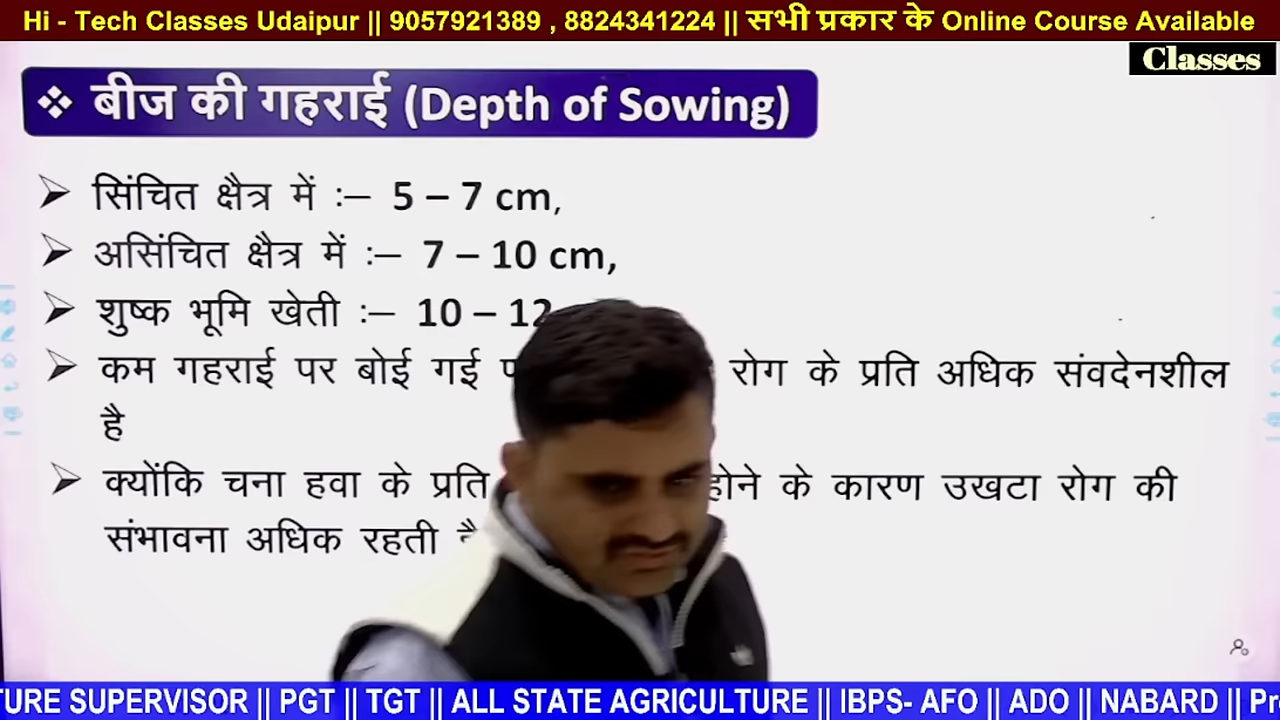 Hi - Tech Classes Udaipur || 9057921389 , 8824341224 || सभी प्रकार के Online Course Available
Classes
❖ बीज की गहराई (Depth of Sowing)
➢ सिंचित क्षैत्र में :– 5 – 7 cm,
➢ असिंचित क्षैत्र में :– 7 – 10 cm,
➢ शुष्क भूमि खेती :– 10 – 12
➢ कम गहराई पर बोई गई रोग के प्रति अधिक संवदेनशील
है
➢ क्योंकि चना हवा के प्रति होने के कारण उखटा रोग की
संभावना अधिक रहती
TURE SUPERVISOR || PGT || TGT || ALL STATE AGRICULTURE || IBPS- AFO || ADO || NABARD || Pr